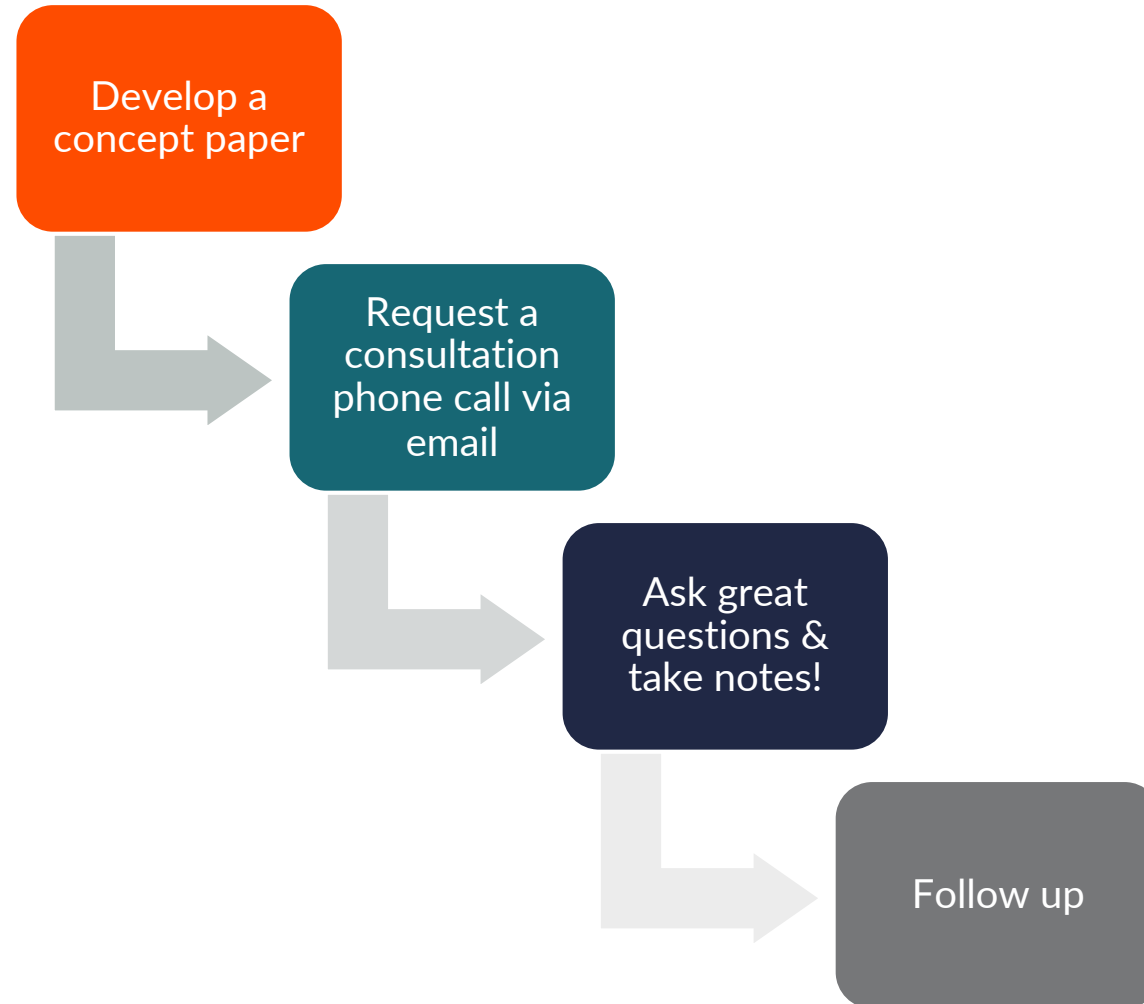 Develop a
concept paper
Request a
consultation
phone call via
email
Ask great
questions &
take notes!
Follow up